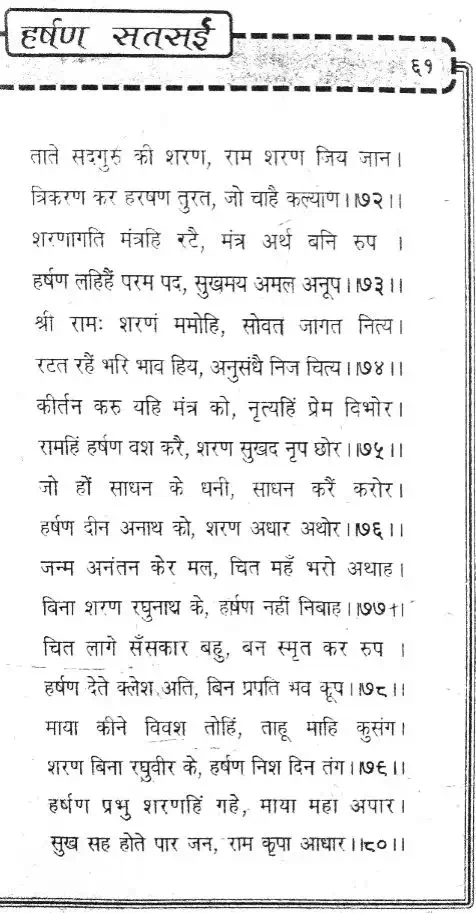 हर्षण सतसई
६१
ताते सदगुरु की शरण, राम शरण जिय जान।
त्रिकरण कर हरषण तुरत, जो चाहै कल्याण।।७२।।
शरणागति मंत्रहि रटै, मंत्र अर्थ बनि रुप ।
हर्षण लहिहैं परम पद, सुखमय अमल अनूप।।७३।।
श्री रामः शरणं ममोहि, सोवत जागत नित्य।
रटत रहैं भरि भाव हिय, अनुसंधै निज चित्य।।७४।।
कीर्तन करु यहि मंत्र को, नृत्यहिं प्रेम विभोर।
रामहिं हर्षण वश करै, शरण सुखद नृप छोर।।७५।।
जो हों साधन के धनी, साधन करैं करोर।
हर्षण दीन अनाथ को, शरण अधार अथोर।।७६।।
जन्म अनंतन केर मल, चित महँ भरो अथाह।
बिना शरण रघुनाथ के, हर्षण नहीं निबाह।।७७।।
चित लागे सँसकार बहु, बन स्मृत कर रुप ।
हर्षण देते क्लेश अति, बिन प्रपति भव कूप।।७८।।
माया कीने विवश तोहिं, ताहू माहि कुसंग।
शरण बिना रघुवीर के, हर्षण निश दिन तंग।।७६।।
हर्षण प्रभु शरणहिं गहे, माया महा अपार।
सुख सह होते पार जन, राम कृपा आधार।।८०।।